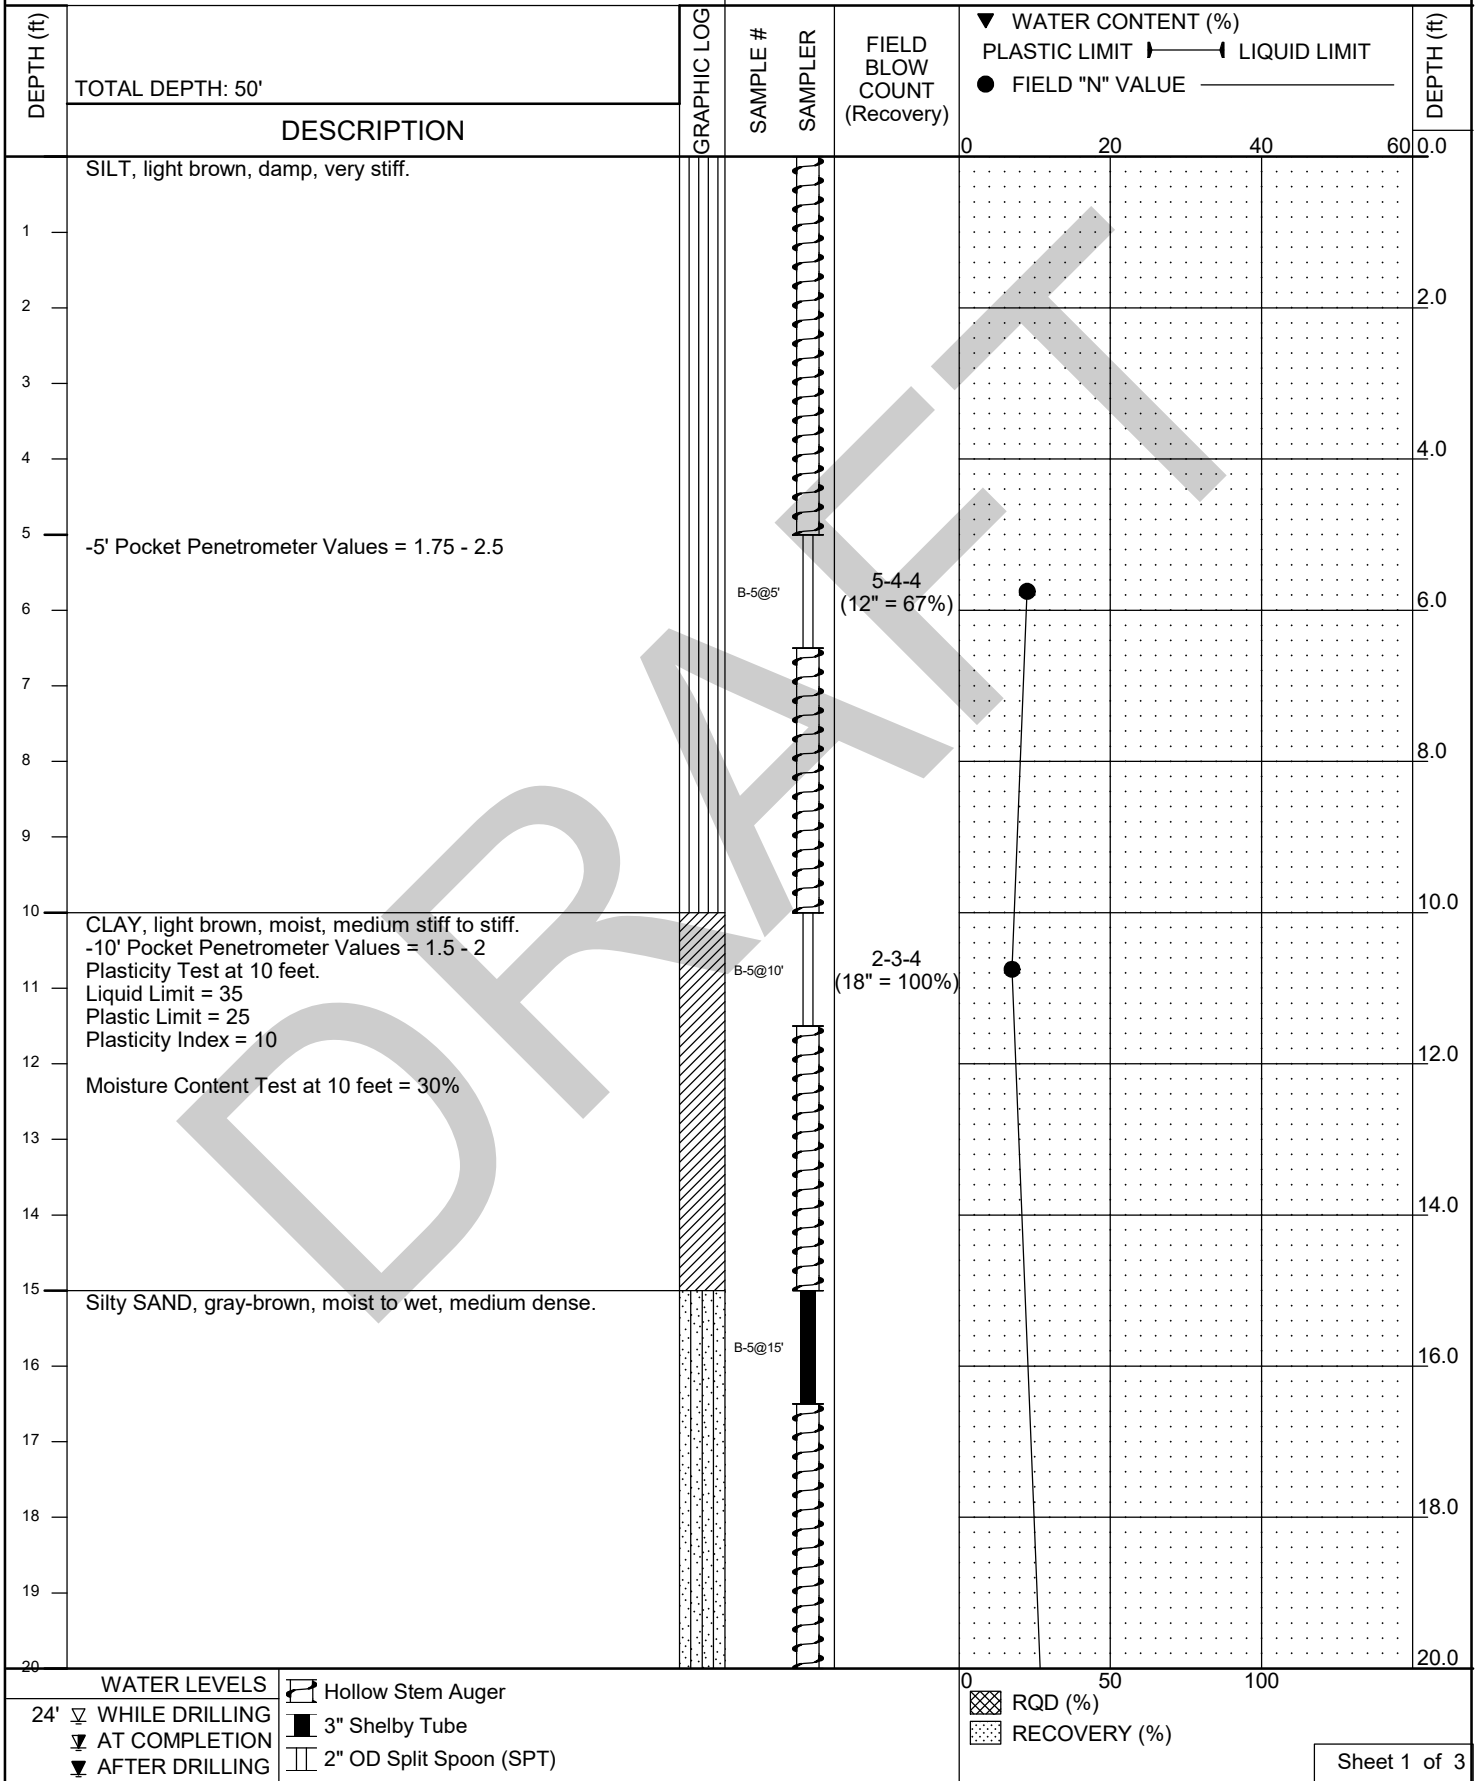 DEPTH (ft)
TOTAL DEPTH: 50'
DESCRIPTION
GRAPHIC LOG
SAMPLE #
SAMPLER
FIELD
BLOW
COUNT
(Recovery)
▼ WATER CONTENT (%)
PLASTIC LIMIT LIQUID LIMIT
● FIELD "N" VALUE
0 20 40 60
DEPTH (ft)
0.0
SILT, light brown, damp, very stiff.
1
2
2.0
3
4
4.0
5
-5' Pocket Penetrometer Values = 1.75 - 2.5
B-5@5'
5-4-4
(12" = 67%)
6
6.0
7
8
8.0
9
10
10.0
CLAY, light brown, moist, medium stiff to stiff.
-10' Pocket Penetrometer Values = 1.5 - 2
Plasticity Test at 10 feet.
Liquid Limit = 35
Plastic Limit = 25
Plasticity Index = 10
B-5@10'
2-3-4
(18" = 100%)
11
12
12.0
Moisture Content Test at 10 feet = 30%
13
14
14.0
15
Silty SAND, gray-brown, moist to wet, medium dense.
B-5@15'
16
16.0
17
18
18.0
19
20
20.0
DRAFT
WATER LEVELS
24' WHILE DRILLING
AT COMPLETION
AFTER DRILLING
Hollow Stem Auger
3" Shelby Tube
2" OD Split Spoon (SPT)
0 50 100
RQD (%)
RECOVERY (%)
Sheet 1 of 3